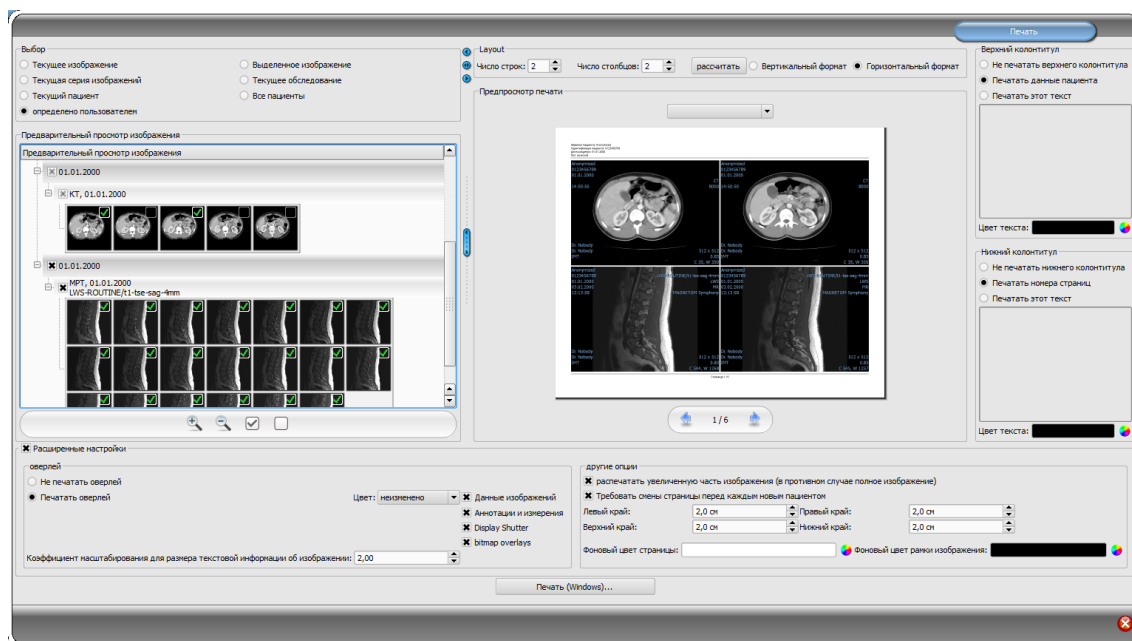 Печать
Выбор
Текущее изображение
Выделенное изображение
Текущая серия изображений
Текущее обследование
Текущий пациент
Все пациенты
определено пользователем
Предварительный просмотр изображения
Предварительный просмотр изображения
01.01.2000
КТ, 01.01.2000
01.01.2000
МРТ, 01.01.2000
LWS-ROUTINE/t1-tse-sag-4mm
Layout
Число строк: 2
Число столбцов: 2
рассчитать
Вертикальный формат
Горизонтальный формат
Предпросмотр печати
1/6
Верхний колонтитул
Не печатать верхнего колонтитула
Печатать данные пациента
Печатать этот текст
Цвет текста:
Нижний колонтитул
Не печатать нижнего колонтитула
Печатать номера страниц
Печатать этот текст
Цвет текста:
Расширенные настройки
оверлей
Не печатать оверлей
Печатать оверлей
Цвет: неизменено
Данные изображений
Аннотации и измерения
Display Shutter
bitmap overlays
Коэффициент масштабирования для размера текстовой информации об изображении: 2,00
другие опции
распечатать увеличенную часть изображения (в противном случае полное изображение)
Требовать смены страницы перед каждым новым пациентом
Левый край: 2,0 cm
Правый край: 2,0 cm
Верхний край: 2,0 cm
Нижний край: 2,0 cm
Фоновый цвет страницы:
Фоновый цвет рамки изображения:
Печать (Windows)...